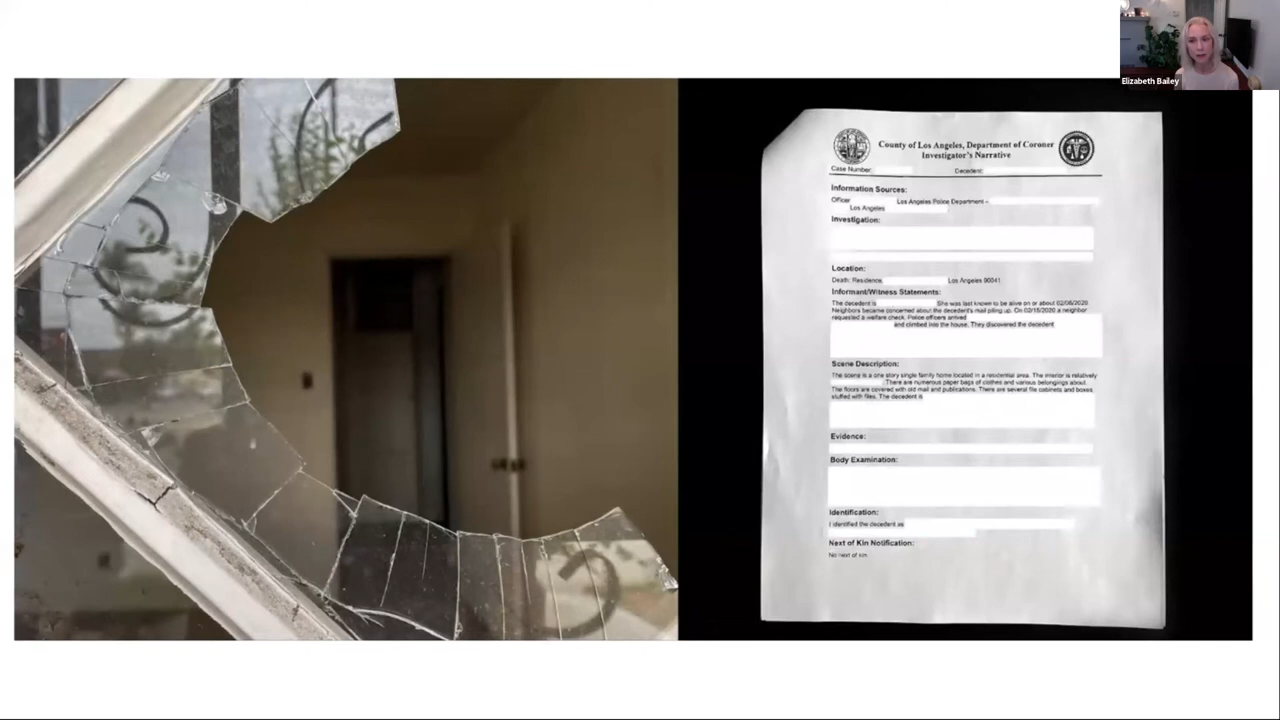 Elizabeth Bailey
County of Los Angeles, Department of Coroner
Investigator's Narrative
Case Number: Decedent:
Information Sources:
Officer Los Angeles Police Department –
Los Angeles
Investigation:
Location:
Death: Residence, Los Angeles 90041
Informant/Witness Statements:
The decedent is She was last known to be alive on or about 02/06/2020
Neighbors became concerned about the decedent's mail piling up. On 02/15/2020 a neighbor
requested a welfare check. Police officers arrived
and climbed into the house. They discovered the decedent
Scene Description:
The scene is a one story single family home located in a residential area. The interior is relatively
There are numerous paper bags of clothes and various belongings about.
The floors are covered with old mail and publications. There are several file cabinets and boxes
stuffed with files. The decedent is
Evidence:
Body Examination:
Identification:
I identified the decedent as
Next of Kin Notification:
No next of kin.